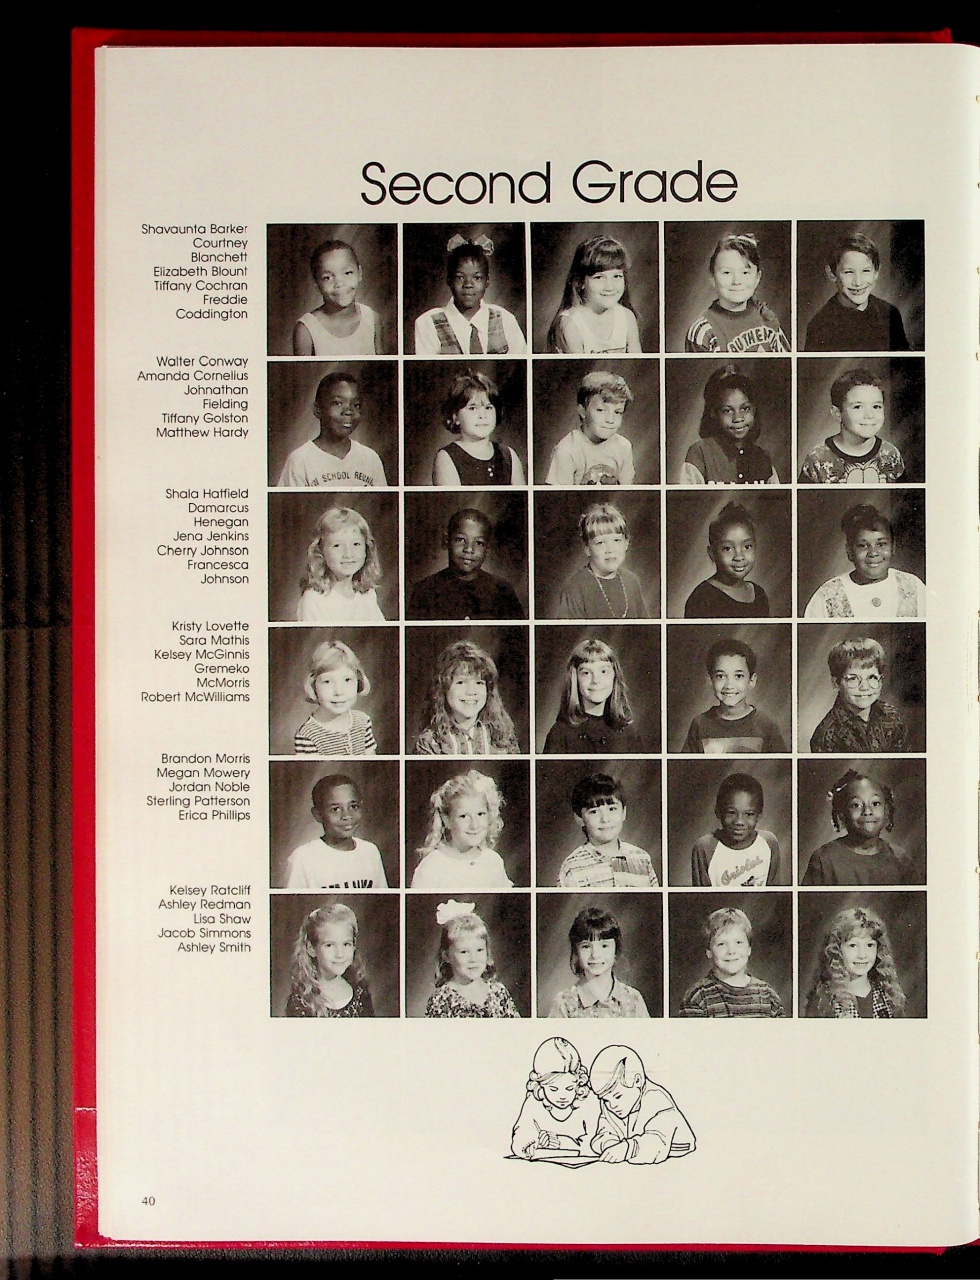 Second Grade
Shavaunta Barker
Courtney
Blanchett
Elizabeth Blount
Tiffany Cochran
Freddie
Coddington
Walter Conway
Amanda Cornelius
Johnathan
Fielding
Tiffany Golston
Matthew Hardy
SCHOOL
Shala Hatfield
Damarcus
Henegan
Jena Jenkins
Cherry Johnson
Francesca
Johnson
Kristy Lovette
Sara Mathis
Kelsey McGinnis
Gremeko
McMorris
Robert McWilliams
Brandon Morris
Megan Mowery
Jordan Noble
Sterling Patterson
Erica Phillips
Orioles
Kelsey Ratcliff
Ashley Redman
Lisa Shaw
Jacob Simmons
Ashley Smith
40